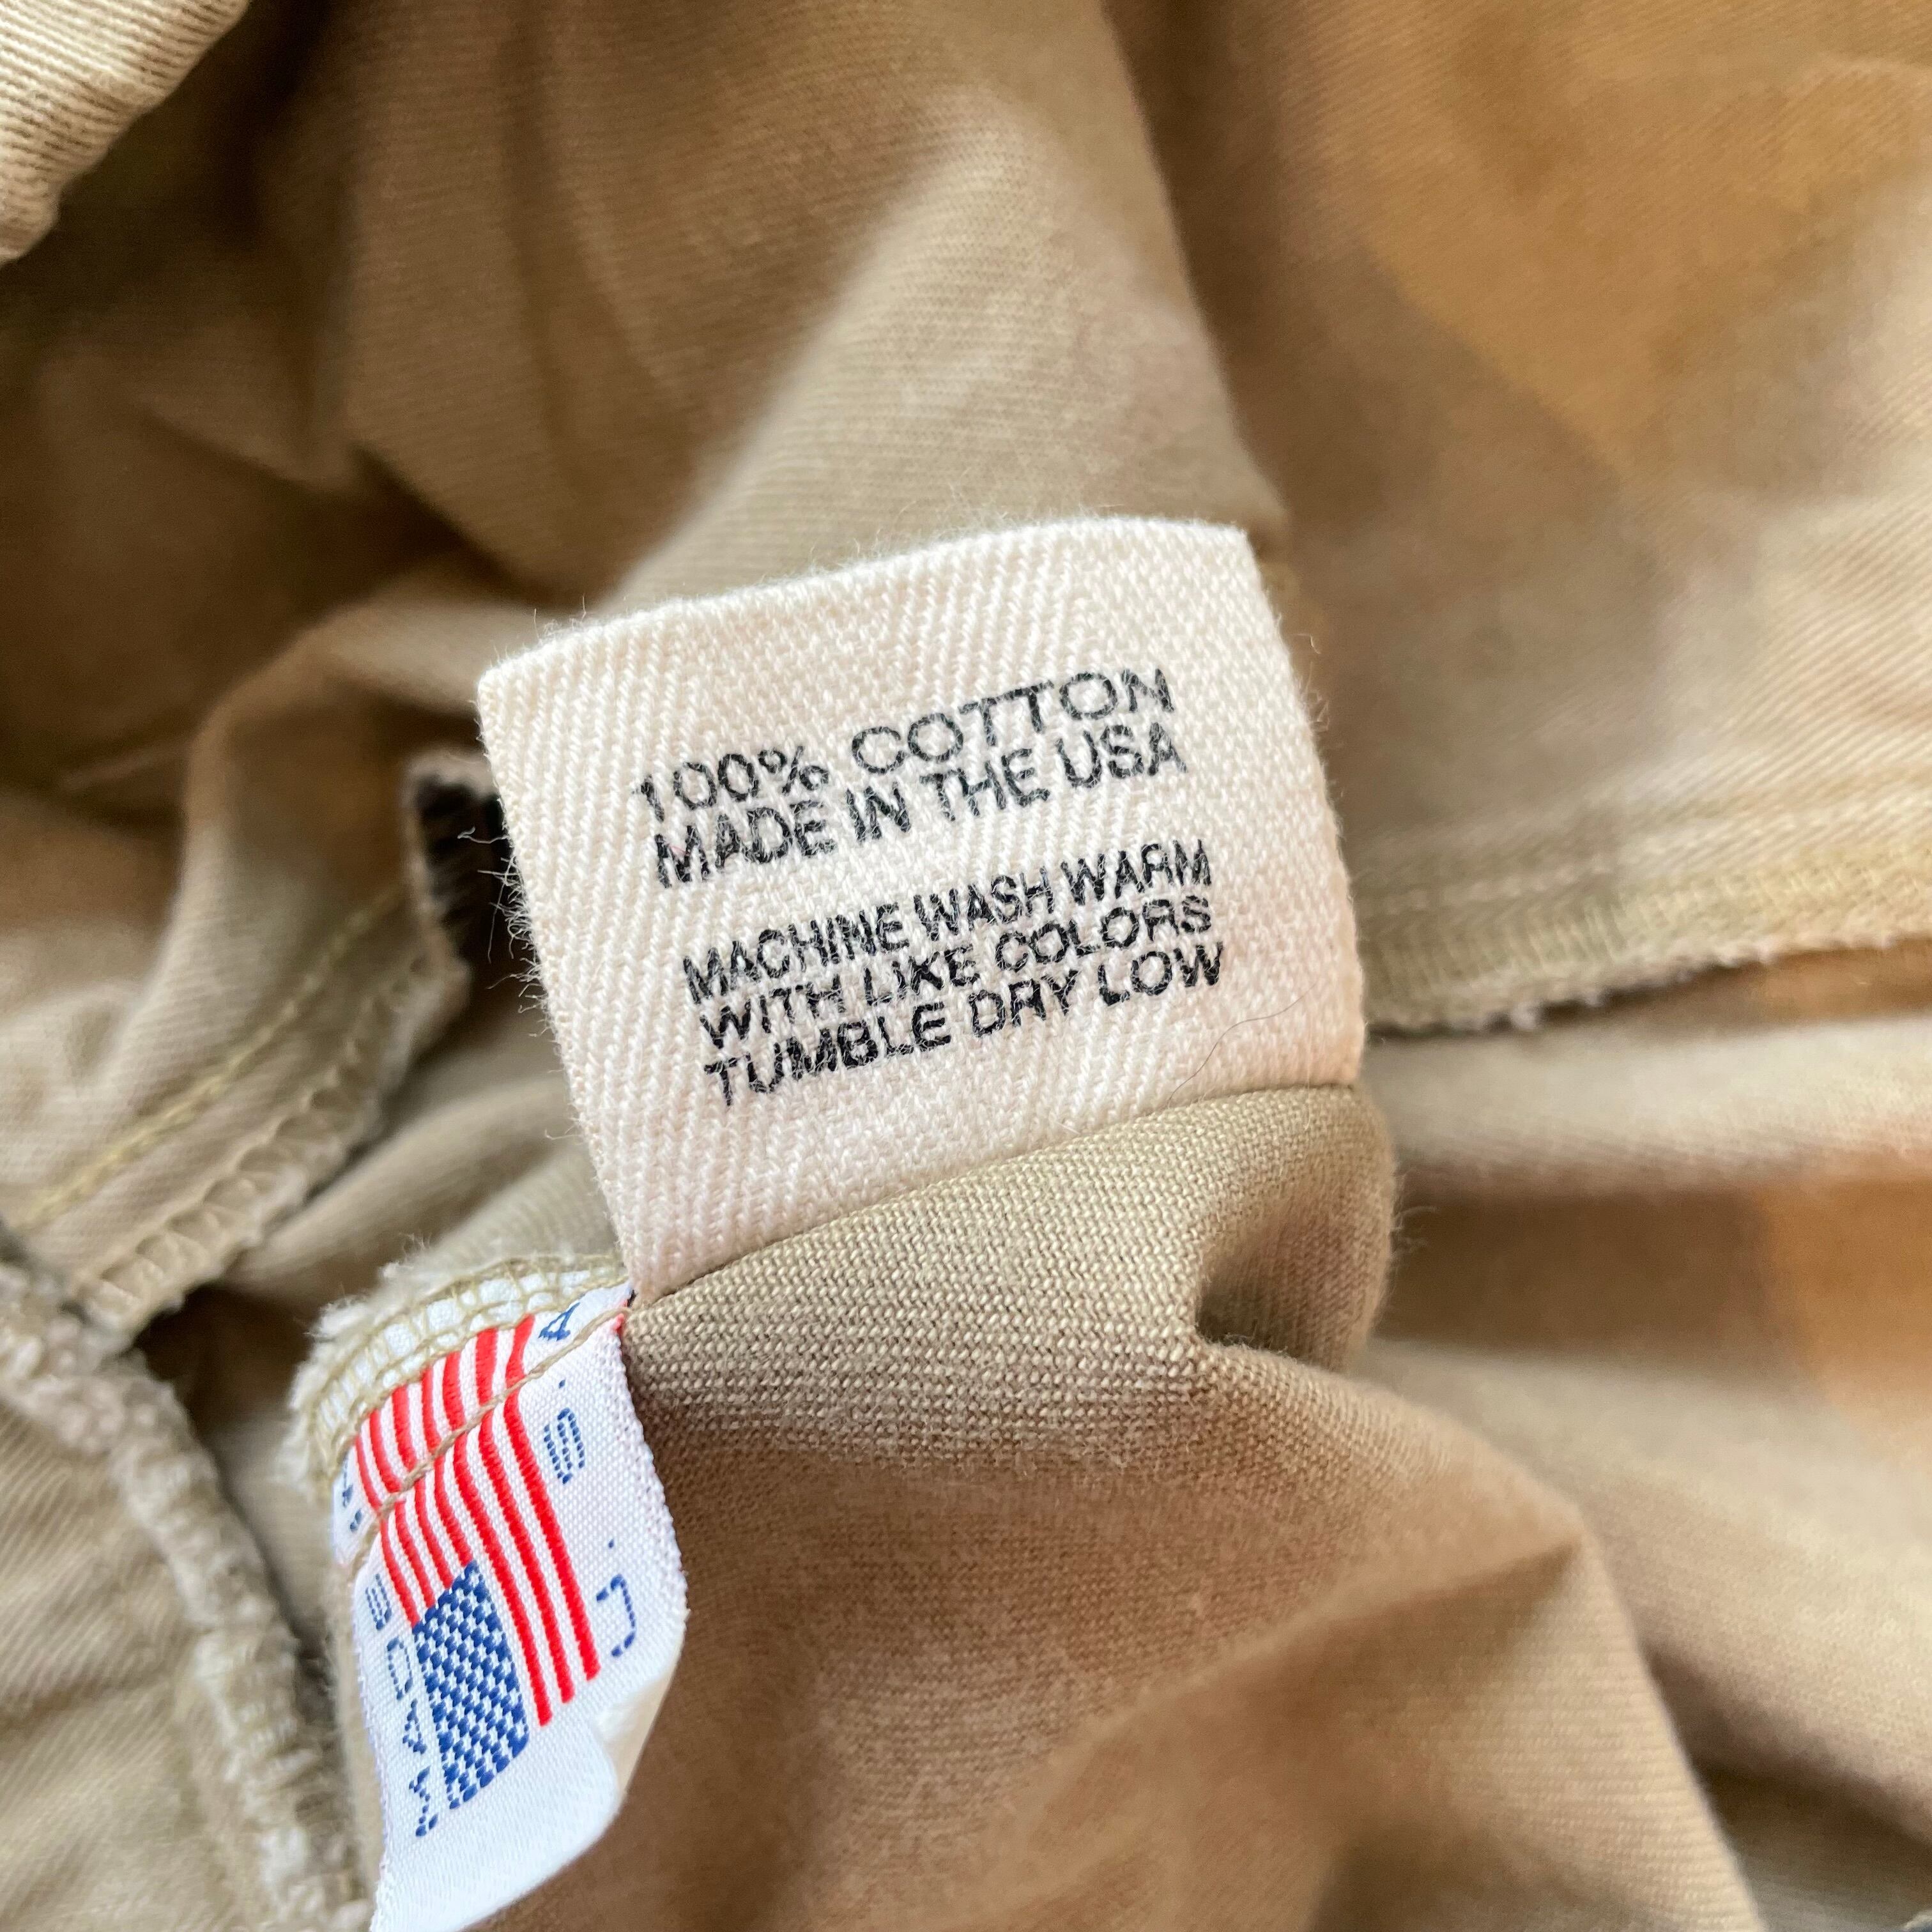 100% COTTON
MADE IN THE USA
MACHINE WASH WARM
WITH LIKE COLORS
TUMBLE DRY LOW
U.S.A